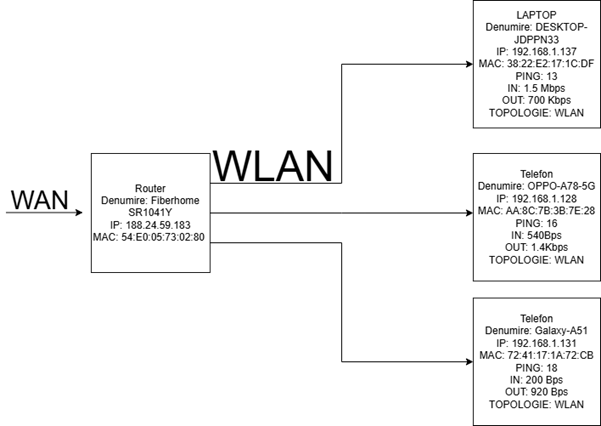 WAN
Router
Denumire: Fiberhome
SR1041Y
IP: 188.24.59.183
MAC: 54:E0:05:73:02:80
WLAN
LAPTOP
Denumire: DESKTOP-
JDPPN33
IP: 192.168.1.137
MAC: 38:22:E2:17:1C:DF
PING: 13
IN: 1.5 Mbps
OUT: 700 Kbps
TOPOLOGIE: WLAN
Telefon
Denumire: OPPO-A78-5G
IP: 192.168.1.128
MAC: AA:8C:7B:3B:7E:28
PING: 16
IN: 540Bps
OUT: 1.4Kbps
TOPOLOGIE: WLAN
Telefon
Denumire: Galaxy-A51
IP: 192.168.1.131
MAC: 72:41:17:1A:72:CB
PING: 18
IN: 200 Bps
OUT: 920 Bps
TOPOLOGIE: WLAN